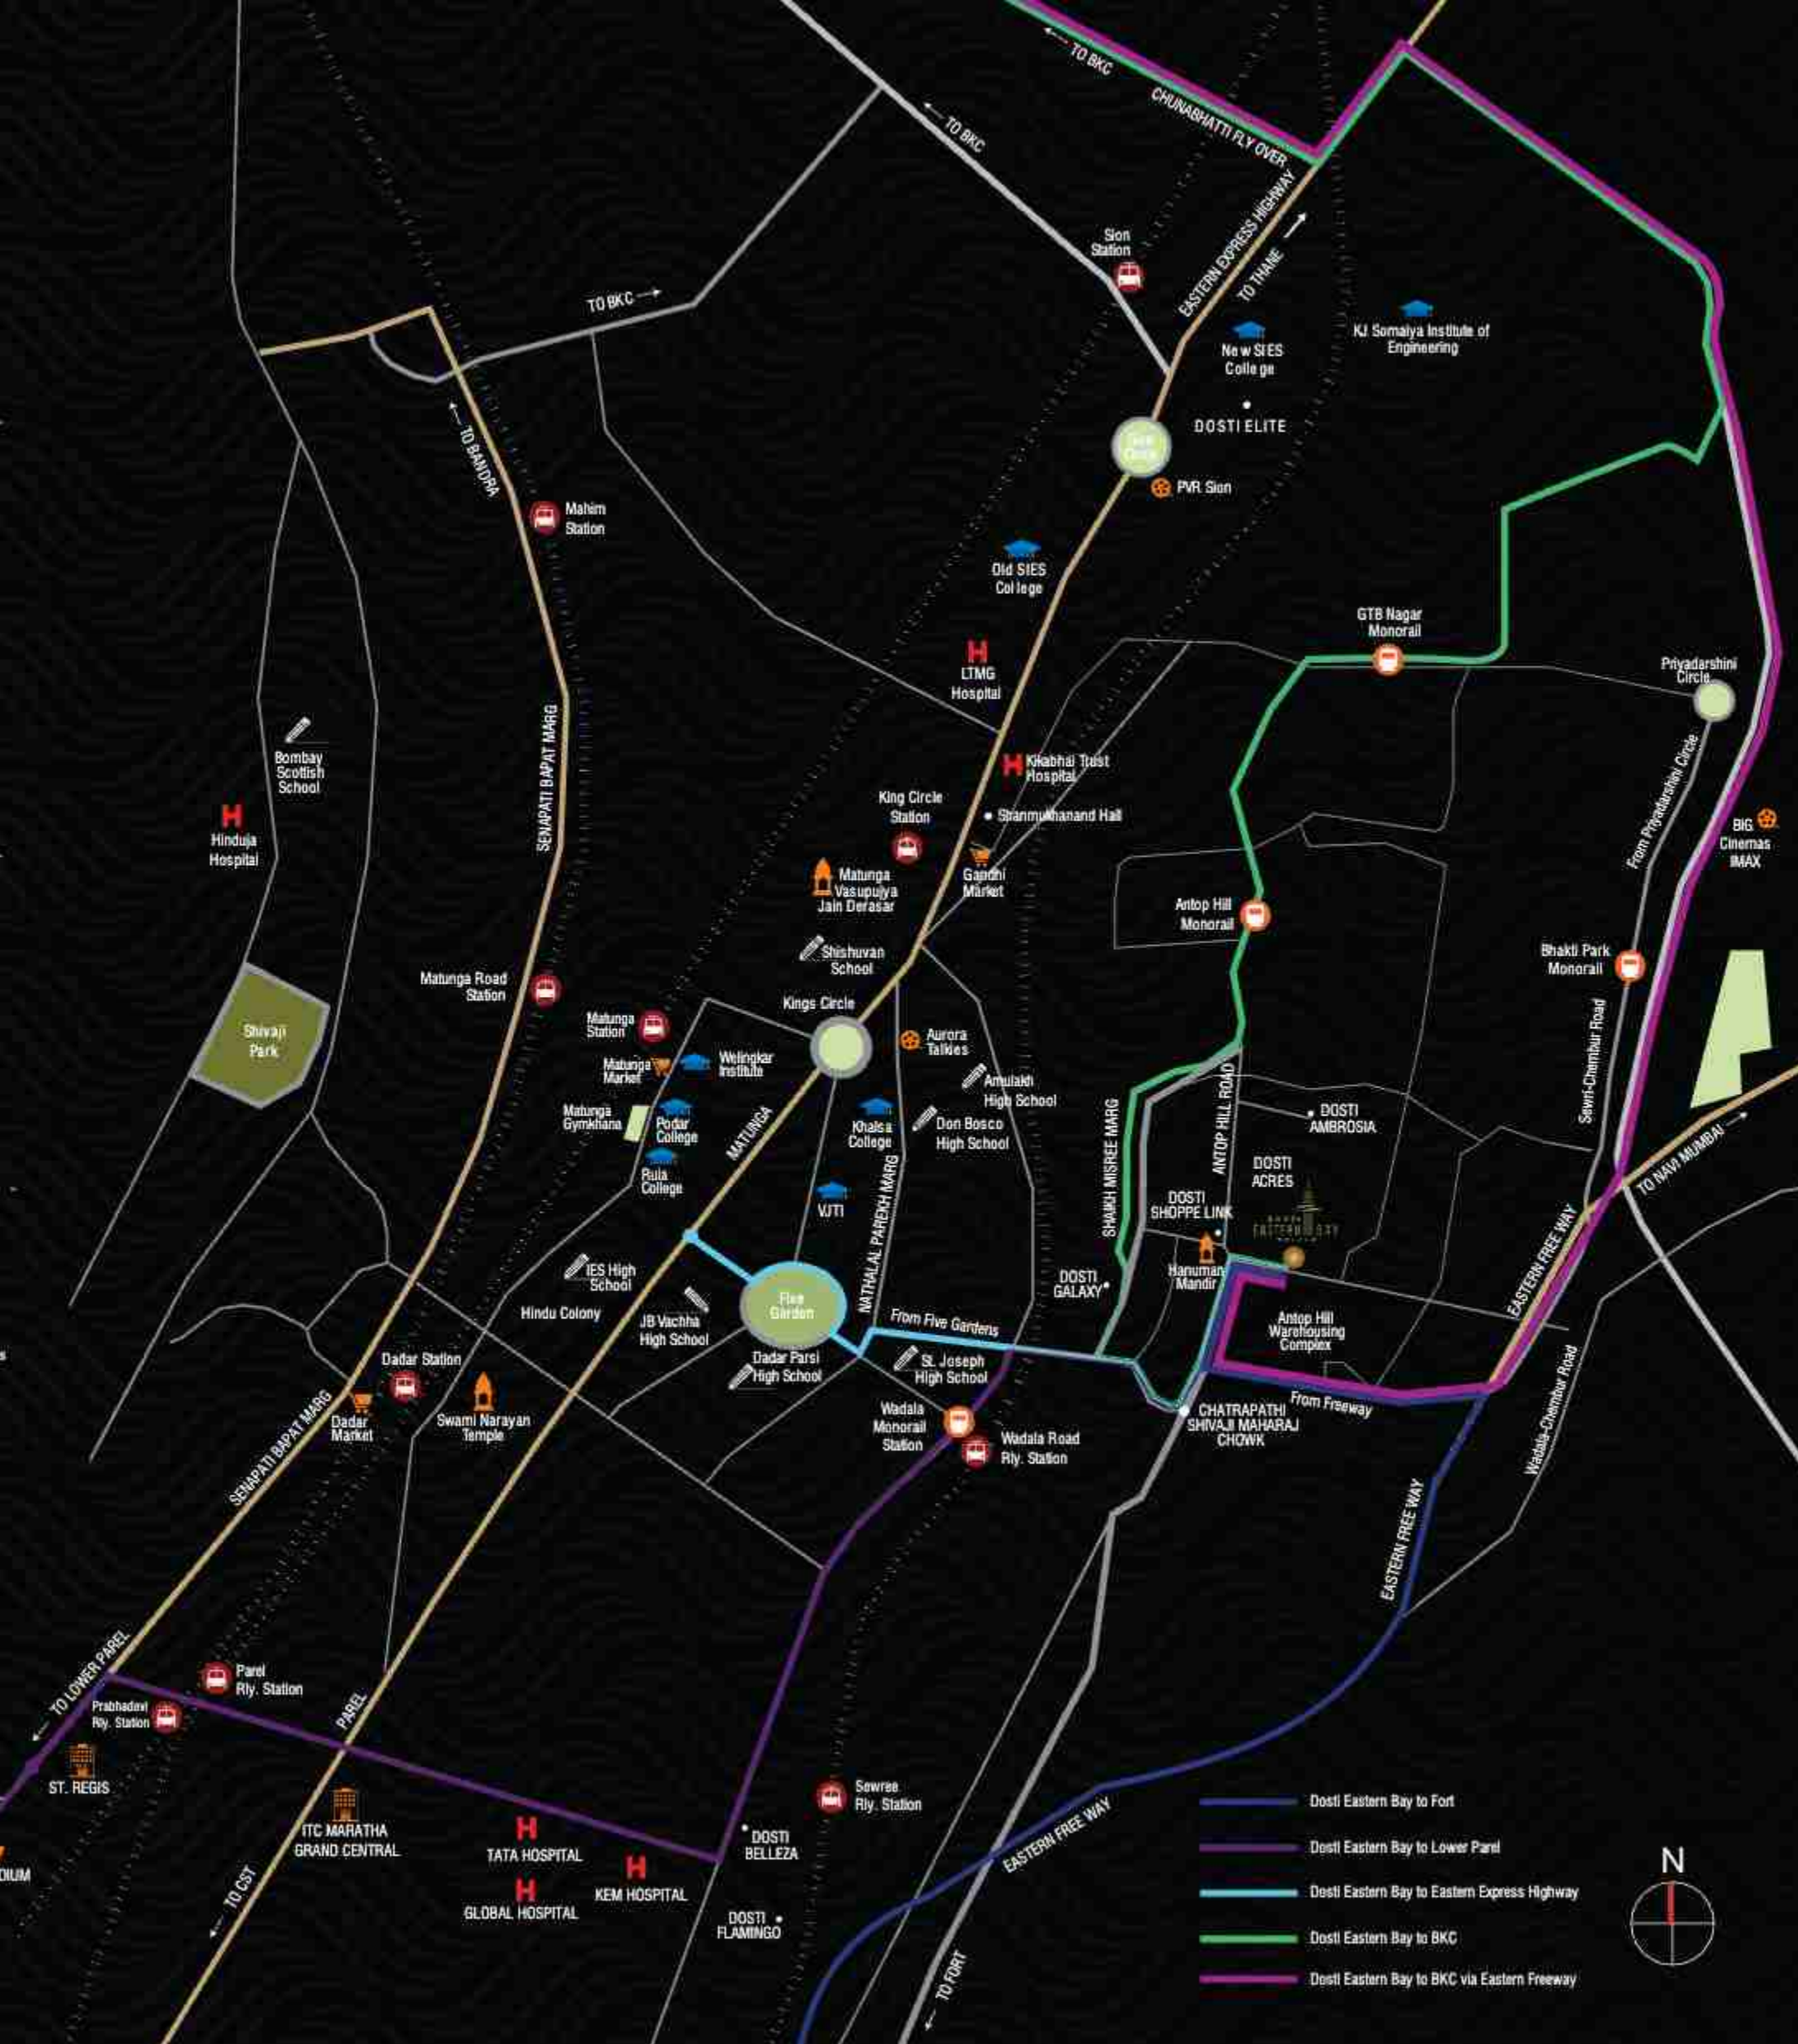 TO BKC
CHUNABHATTI FLY OVER
TO BKC
Sion
Station
EASTERN EXPRESS HIGHWAY
TO THANE
TO BKC
New SIES
College
KJ Somaiya Institute of
Engineering
DOSTI ELITE
TO BANDRA
PVR Sion
Mahim
Station
Old SIES
College
GTB Nagar
Monorail
LTMG
Hospital
Priyadarshini
Circle
SENAPATI BAPAT MARG
Bombay
Scottish
School
Kikabhai Trust
Hospital
From Priyadarshini Circle
King Circle
Station
Shanmukhanand Hall
Hinduja
Hospital
BIG
Cinemas
IMAX
Matunga
Vasupujya
Jain Derasar
Gandhi
Market
Antop Hill
Monorail
Shishuvan
School
Bhakti Park
Monorail
Matunga Road
Station
Kings Circle
Shivaji
Park
Matunga
Station
Aurora
Talkies
Sewri-Chembur Road
Matunga
Market
Welingkar
Institute
Amulakh
High School
Matunga
Gymkhana
Podar
College
MATUNGA
Khalsa
College
Don Bosco
High School
SHAIKH MISREE MARG
ANTOP HILL ROAD
DOSTI
AMBROSIA
Ruia
College
NATHALAL PAREKH MARG
DOSTI
ACRES
TO NAVI MUMBAI
VJTI
DOSTI
SHOPPE LINK
EASTERN BAY
EASTERN FREE WAY
IES High
School
DOSTI
GALAXY
Hanuman
Mandir
Hindu Colony
JB Vachha
High School
Five
Garden
From Five Gardens
Antop Hill
Warehousing
Complex
Dadar Station
Dadar Parsi
High School
St. Joseph
High School
From Freeway
Wadala-Chembur Road
SENAPATI BAPAT MARG
Dadar
Market
Swami Narayan
Temple
Wadala
Monorail
Station
Wadala Road
Rly. Station
CHATRAPATHI
SHIVAJI MAHARAJ
CHOWK
EASTERN FREE WAY
TO LOWER PAREL
Parel
Rly. Station
Prabhadevi
Rly. Station
PAREL
ST. REGIS
Sewree
Rly. Station
ITC MARATHA
GRAND CENTRAL
TATA HOSPITAL
DOSTI
BELLEZA
EASTERN FREE WAY
DIUM
TO CST
KEM HOSPITAL
GLOBAL HOSPITAL
DOSTI
FLAMINGO
TO FORT
Dosti Eastern Bay to Fort
Dosti Eastern Bay to Lower Parel
Dosti Eastern Bay to Eastern Express Highway
Dosti Eastern Bay to BKC
Dosti Eastern Bay to BKC via Eastern Freeway
N